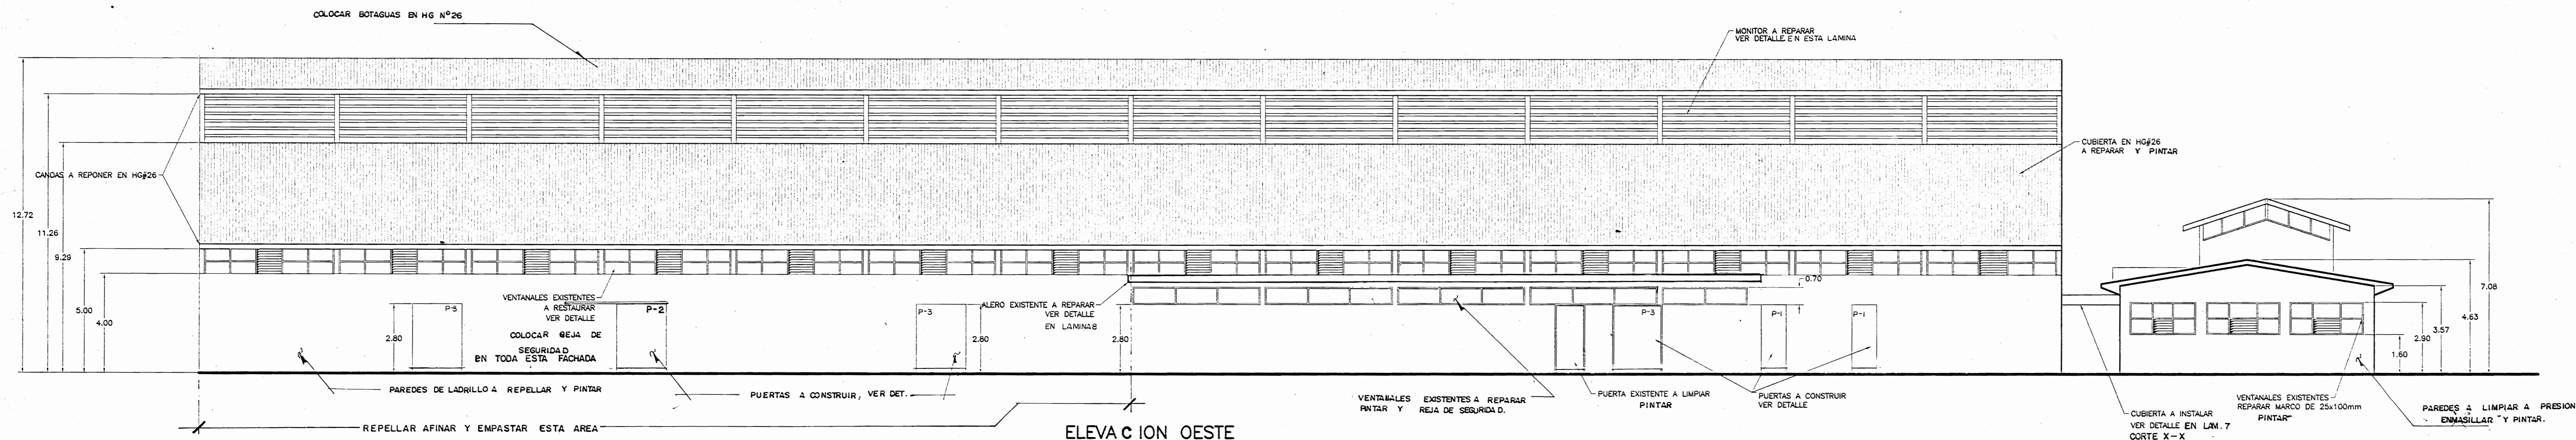 COLOCAR BOTAGUAS EN HG Nº26
MONITOR A REPARAR
VER DETALLE EN ESTA LAMINA
CUBIERTA EN HG#26
A REPARAR Y PINTAR
CANOAS A REPONER EN HG#26
12.72
11.26
9.29
5.00
4.00
VENTANALES EXISTENTES
A RESTAURAR
VER DETALLE
COLOCAR REJA DE
SEGURIDAD
EN TODA ESTA FACHADA
2.80
P-3
P-2
P-3
2.80
ALERO EXISTENTE A REPARAR
VER DETALLE
EN LAMINA 8
2.80
0.70
P-3
P-1
P-1
7.08
4.63
3.57
2.90
1.60
PAREDES DE LADRILLO A REPELLAR Y PINTAR
PUERTAS A CONSTRUIR, VER DET.
VENTANALES EXISTENTES A REPARAR
PINTAR Y REJA DE SEGURIDAD.
PUERTA EXISTENTE A LIMPIAR
PINTAR
PUERTAS A CONSTRUIR
VER DETALLE
CUBIERTA A INSTALAR
VER DETALLE EN LAM. 7
CORTE X-X
VENTANALES EXISTENTES
REPARAR MARCO DE 25x100mm
PINTAR
PAREDES A LIMPIAR A PRESION
ENMASILLAR Y PINTAR.
REPELLAR AFINAR Y EMPASTAR ESTA AREA
ELEVACION OESTE